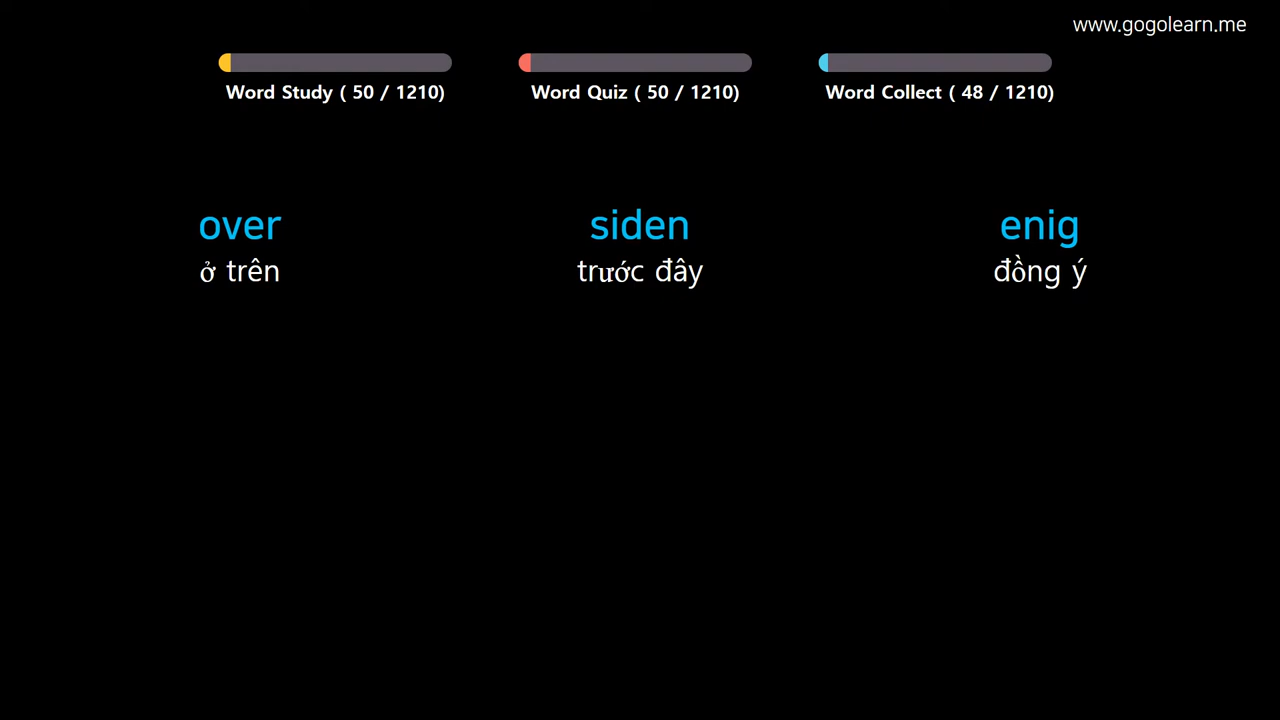 www.gogolearn.me
Word Study ( 50 / 1210)
Word Quiz ( 50 / 1210)
Word Collect ( 48 / 1210)
over
ở trên
siden
trước đây
enig
đồng ý